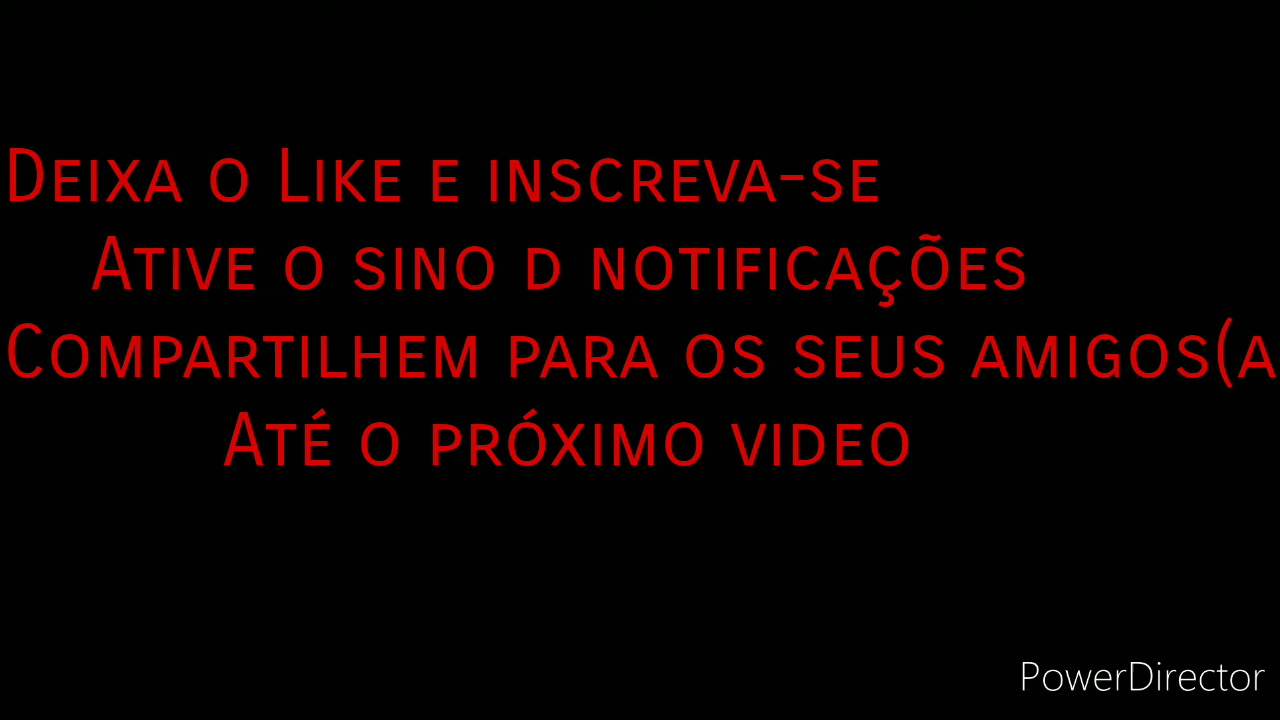 Deixa o Like e inscreva-se
Ative o sino d notificações
Compartilhem para os seus amigos(a
Até o próximo video
PowerDirector